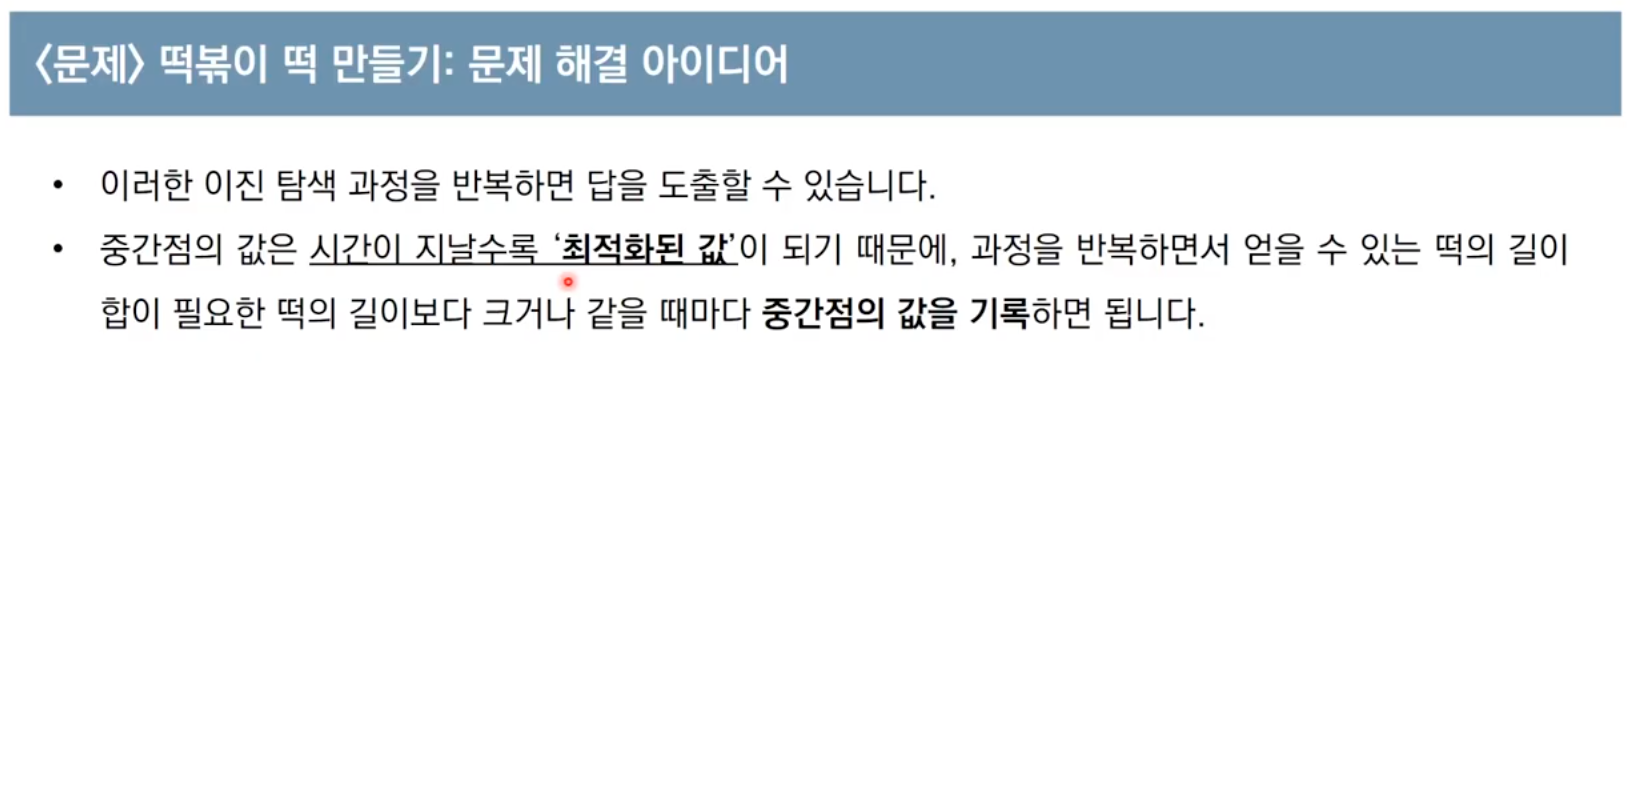 〈문제〉 떡볶이 떡 만들기: 문제 해결 아이디어
• 이러한 이진 탐색 과정을 반복하면 답을 도출할 수 있습니다.
• 중간점의 값은 시간이 지날수록 ‘최적화된 값’이 되기 때문에, 과정을 반복하면서 얻을 수 있는 떡의 길이
합이 필요한 떡의 길이보다 크거나 같을 때마다 중간점의 값을 기록하면 됩니다.